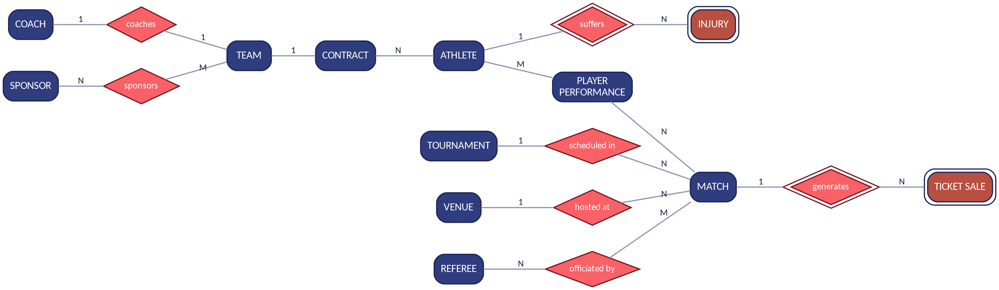 COACH
1
coaches
1
SPONSOR
N
sponsors
M
TEAM
1
CONTRACT
N
ATHLETE
1
suffers
N
INJURY
M
PLAYER
PERFORMANCE
N
TOURNAMENT
1
scheduled in
N
VENUE
1
hosted at
N
REFEREE
N
officiated by
M
MATCH
1
generates
N
TICKET SALE